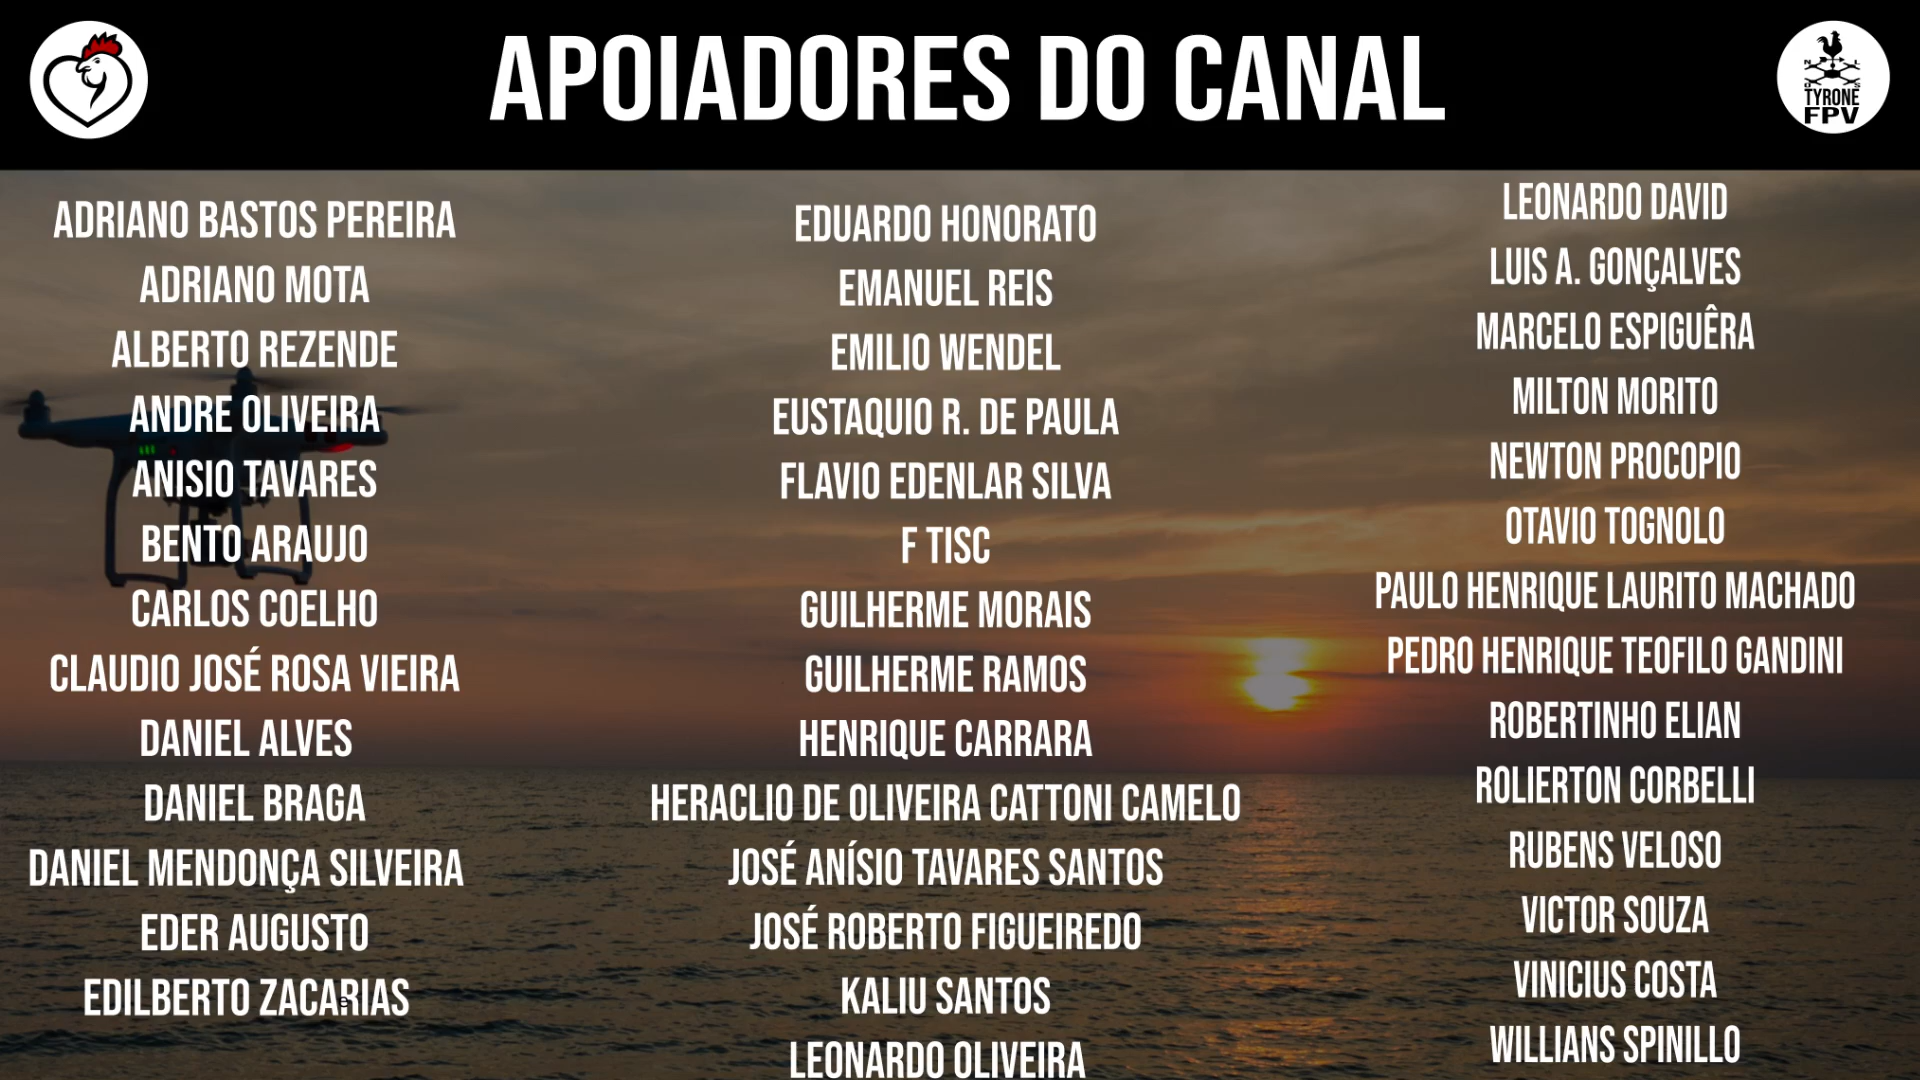 APOIADORES DO CANAL
N L
O S
TYRONE
FPV
ADRIANO BASTOS PEREIRA
ADRIANO MOTA
ALBERTO REZENDE
ANDRE OLIVEIRA
ANISIO TAVARES
BENTO ARAUJO
CARLOS COELHO
CLAUDIO JOSÉ ROSA VIEIRA
DANIEL ALVES
DANIEL BRAGA
DANIEL MENDONÇA SILVEIRA
EDER AUGUSTO
EDILBERTO ZACARIAS
EDUARDO HONORATO
EMANUEL REIS
EMILIO WENDEL
EUSTAQUIO R. DE PAULA
FLAVIO EDENLAR SILVA
F TISC
GUILHERME MORAIS
GUILHERME RAMOS
HENRIQUE CARRARA
HERACLIO DE OLIVEIRA CATTONI CAMELO
JOSÉ ANÍSIO TAVARES SANTOS
JOSÉ ROBERTO FIGUEIREDO
KALIU SANTOS
LEONARDO OLIVEIRA
LEONARDO DAVID
LUIS A. GONÇALVES
MARCELO ESPIGUÊRA
MILTON MORITO
NEWTON PROCOPIO
OTAVIO TOGNOLO
PAULO HENRIQUE LAURITO MACHADO
PEDRO HENRIQUE TEOFILO GANDINI
ROBERTINHO ELIAN
ROLIERTON CORBELLI
RUBENS VELOSO
VICTOR SOUZA
VINICIUS COSTA
WILLIANS SPINILLO